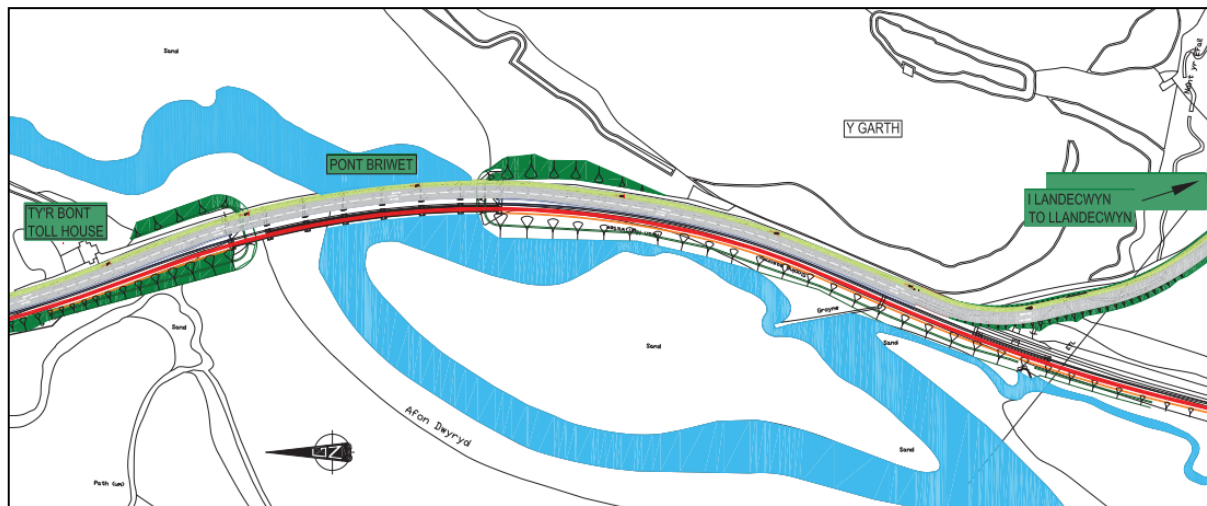 Sand
Y GARTH
PONT BRIWET
TY'R BONT
TOLL HOUSE
I LANDECWYN
TO LLANDECWYN
Sand
Groyne
Sand
Sand
Afon Dwyryd
Sand
Path (um)